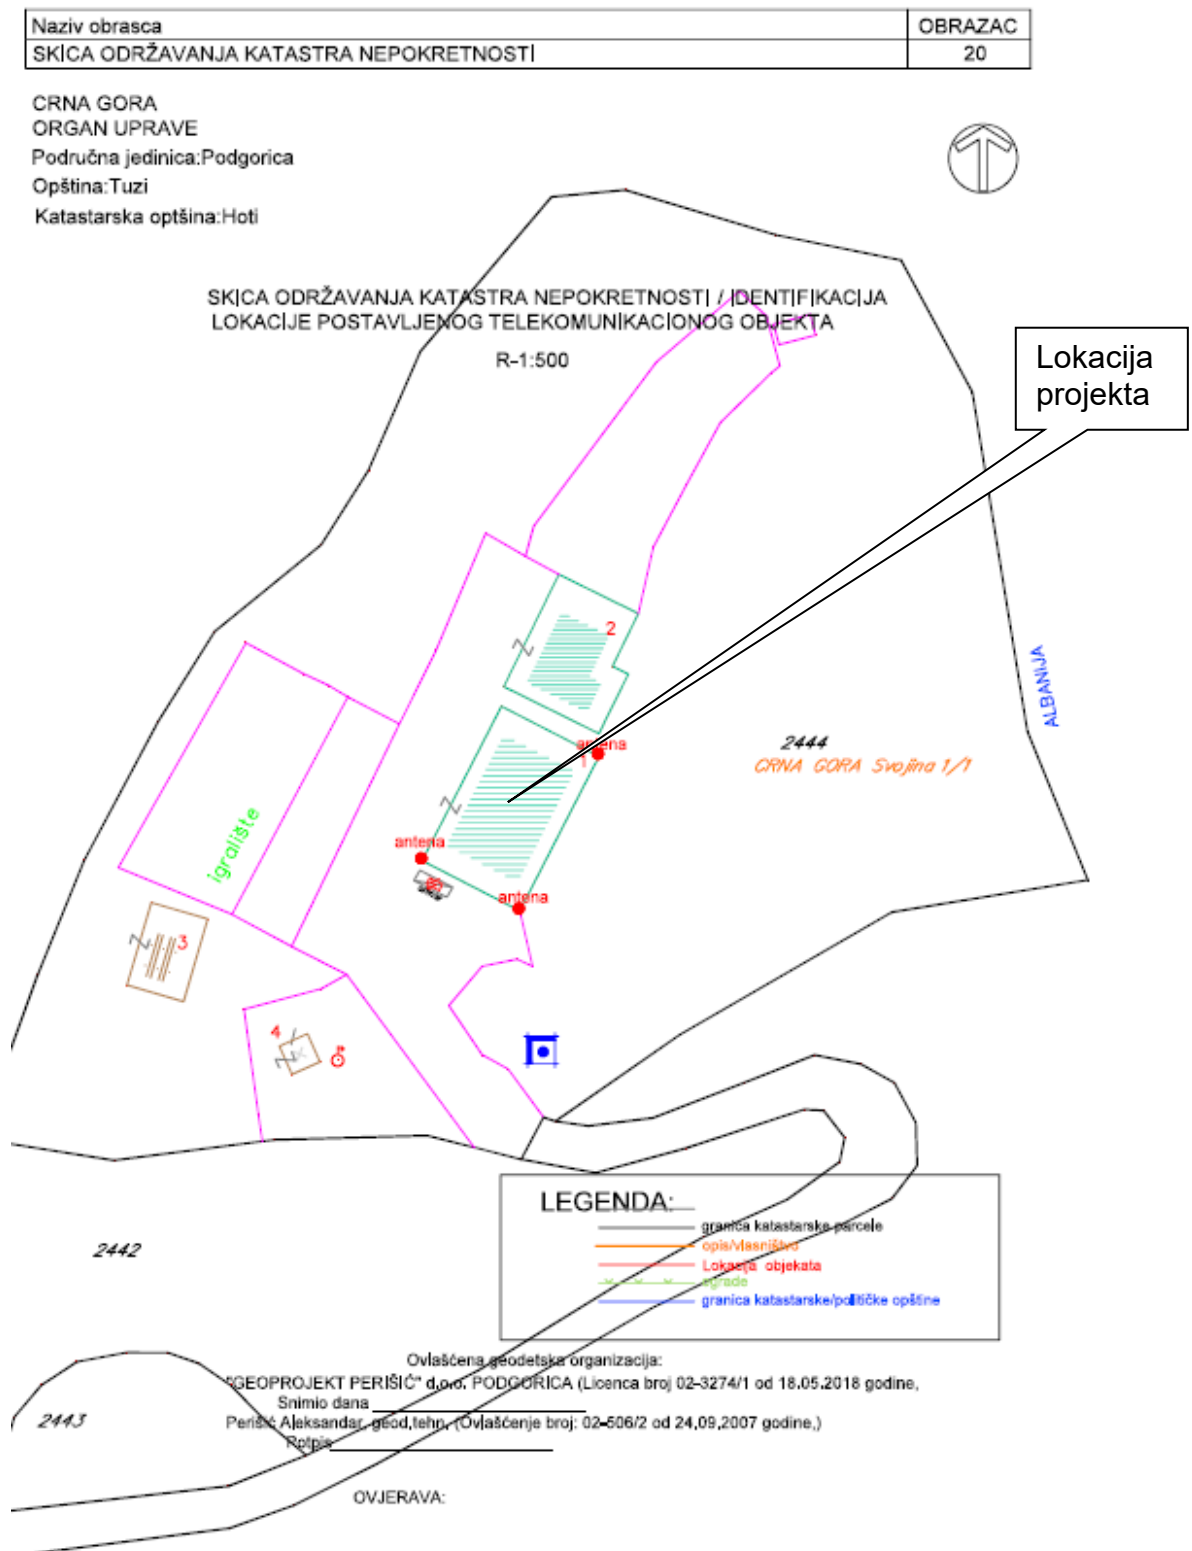 Naziv obrasca
OBRAZAC
SKICA ODRŽAVANJA KATASTRA NEPOKRETNOSTI
20
CRNA GORA
ORGAN UPRAVE
Područna jedinica:Podgorica
Opština:Tuzi
Katastarska optšina:Hoti
SKICA ODRŽAVANJA KATASTRA NEPOKRETNOSTI / IDENTIFIKACIJA
LOKACIJE POSTAVLJENOG TELEKOMUNIKACIONOG OBJEKTA
R-1:500
Lokacija
projekta
2
ALBANIJA
antena
1
2444
CRNA GORA Svojina 1/1
igralište
antena
antena
3
4
LEGENDA:
granica katastarske parcele
opis/vlasništvo
Lokacija objekata
zgrade
granica katastarske/političke opštine
2442
Ovlašćena geodetska organizacija:
"GEOPROJEKT PERIŠIĆ" d.o.o. PODGORICA (Licenca broj 02-3274/1 od 18.05.2018 godine,
Snimio dana
2443
Perišić Aleksandar, geod.tehn. (Ovlašćenje broj: 02-506/2 od 24.09.2007 godine.)
Potpis
OVJERAVA: